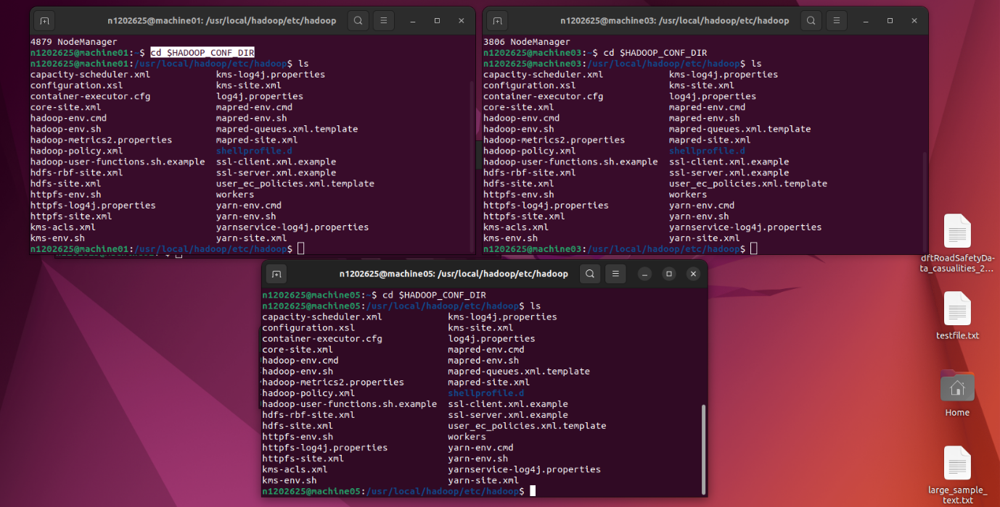 n1202625@machine01: /usr/local/hadoop/etc/hadoop
4879 NodeManager
n1202625@machine01:~$ cd $HADOOP_CONF_DIR
n1202625@machine01:/usr/local/hadoop/etc/hadoop$ ls
capacity-scheduler.xml kms-log4j.properties
configuration.xsl kms-site.xml
container-executor.cfg log4j.properties
core-site.xml mapred-env.cmd
hadoop-env.cmd mapred-env.sh
hadoop-env.sh mapred-queues.xml.template
hadoop-metrics2.properties mapred-site.xml
hadoop-policy.xml shellprofile.d
hadoop-user-functions.sh.example ssl-client.xml.example
hdfs-rbf-site.xml ssl-server.xml.example
hdfs-site.xml user_ec_policies.xml.template
httpfs-env.sh workers
httpfs-log4j.properties yarn-env.cmd
httpfs-site.xml yarn-env.sh
kms-acls.xml yarnservice-log4j.properties
kms-env.sh yarn-site.xml
n1202625@machine01:/usr/local/hadoop/etc/hadoop$
n1202625@machine03: /usr/local/hadoop/etc/hadoop
3806 NodeManager
n1202625@machine03:~$ cd $HADOOP_CONF_DIR
n1202625@machine03:/usr/local/hadoop/etc/hadoop$ ls
capacity-scheduler.xml kms-log4j.properties
configuration.xsl kms-site.xml
container-executor.cfg log4j.properties
core-site.xml mapred-env.cmd
hadoop-env.cmd mapred-env.sh
hadoop-env.sh mapred-queues.xml.template
hadoop-metrics2.properties mapred-site.xml
hadoop-policy.xml shellprofile.d
hadoop-user-functions.sh.example ssl-client.xml.example
hdfs-rbf-site.xml ssl-server.xml.example
hdfs-site.xml user_ec_policies.xml.template
httpfs-env.sh workers
httpfs-log4j.properties yarn-env.cmd
httpfs-site.xml yarn-env.sh
kms-acls.xml yarnservice-log4j.properties
kms-env.sh yarn-site.xml
n1202625@machine03:/usr/local/hadoop/etc/hadoop$
n1202625@machine05: /usr/local/hadoop/etc/hadoop
n1202625@machine05:~$ cd $HADOOP_CONF_DIR
n1202625@machine05:/usr/local/hadoop/etc/hadoop$ ls
capacity-scheduler.xml kms-log4j.properties
configuration.xsl kms-site.xml
container-executor.cfg log4j.properties
core-site.xml mapred-env.cmd
hadoop-env.cmd mapred-env.sh
hadoop-env.sh mapred-queues.xml.template
hadoop-metrics2.properties mapred-site.xml
hadoop-policy.xml shellprofile.d
hadoop-user-functions.sh.example ssl-client.xml.example
hdfs-rbf-site.xml ssl-server.xml.example
hdfs-site.xml user_ec_policies.xml.template
httpfs-env.sh workers
httpfs-log4j.properties yarn-env.cmd
httpfs-site.xml yarn-env.sh
kms-acls.xml yarnservice-log4j.properties
kms-env.sh yarn-site.xml
n1202625@machine05:/usr/local/hadoop/etc/hadoop$
dftRoadSafetyDa-
ta_casualities_2...
testfile.txt
Home
large_sample_
text.txt